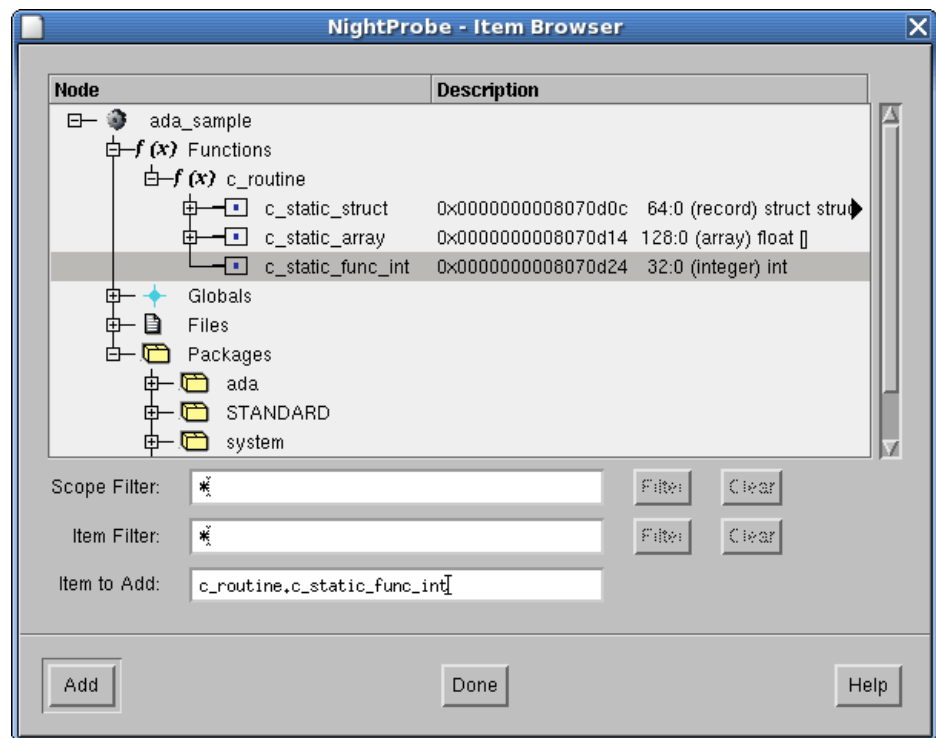 NightProbe - Item Browser
Node Description
ada_sample
f (x) Functions
f (x) c_routine
c_static_struct 0x0000000008070d0c 64:0 (record) struct struc
c_static_array 0x0000000008070d14 128:0 (array) float []
c_static_func_int 0x0000000008070d24 32:0 (integer) int
Globals
Files
Packages
ada
STANDARD
system
Scope Filter: * Filter Clear
Item Filter: * Filter Clear
Item to Add: c_routine.c_static_func_int
Add Done Help